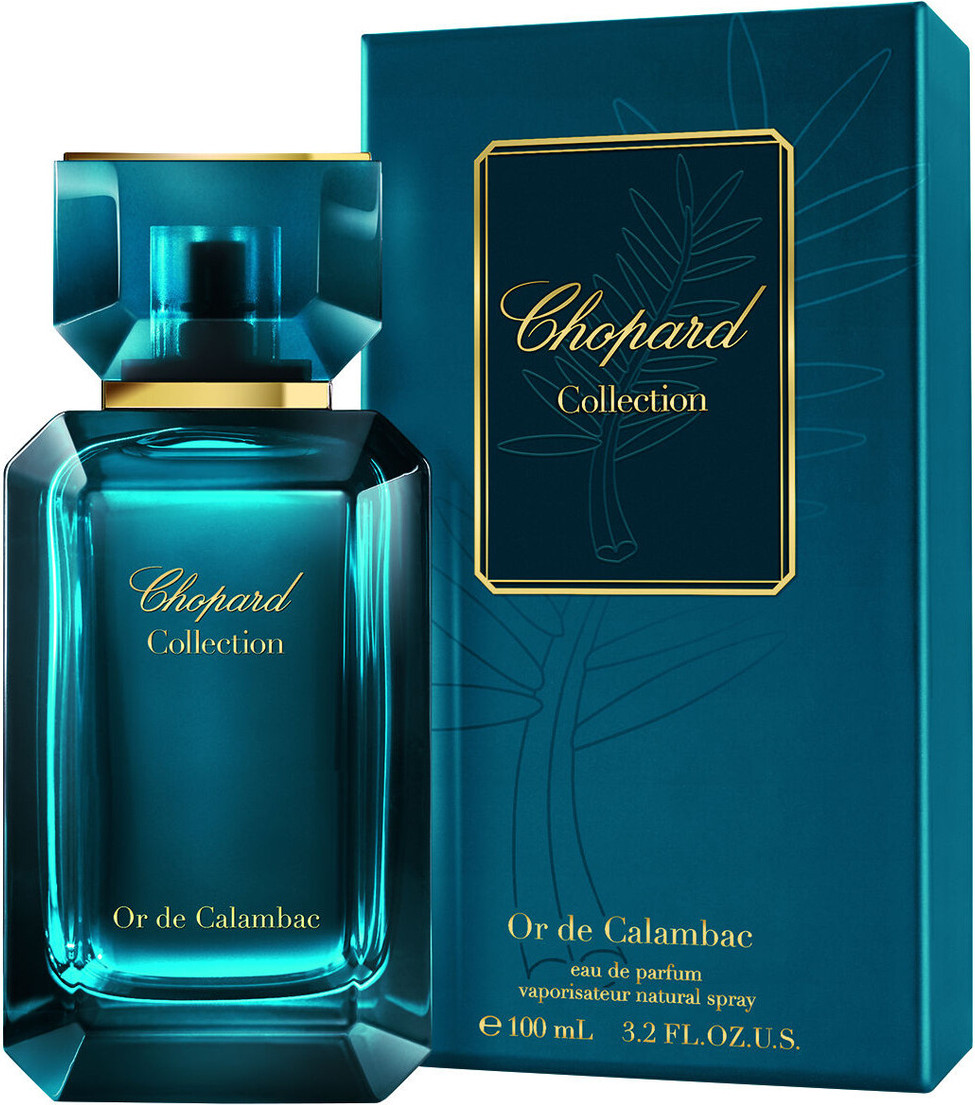 Chopard
Collection
Or de Calambac
Chopard
Collection
Or de Calambac
eau de parfum
vaporisateur natural spray
℮ 100 mL 3.2 FL.OZ.U.S.